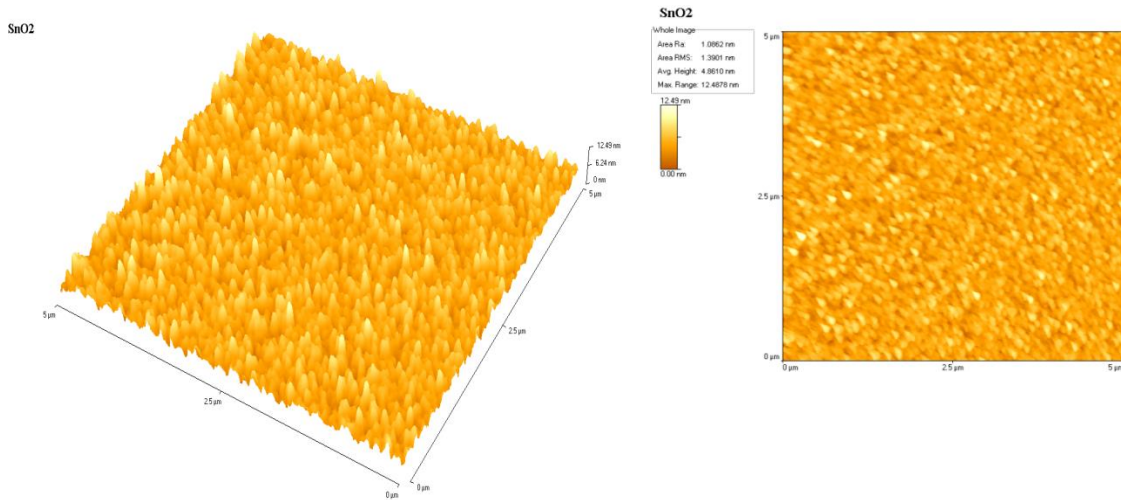 SnO2
12.49 nm
6.24 nm
0 nm
5 µm
5 µm
2.5 µm
2.5 µm
0 µm
0 µm
SnO2
Whole Image
Area Ra: 1.0862 nm
Area RMS: 1.3901 nm
Avg. Height: 4.8610 nm
Max. Range: 12.4878 nm
12.49 nm
0.00 nm
5 µm
2.5 µm
0 µm
0 µm
2.5 µm
5 µm